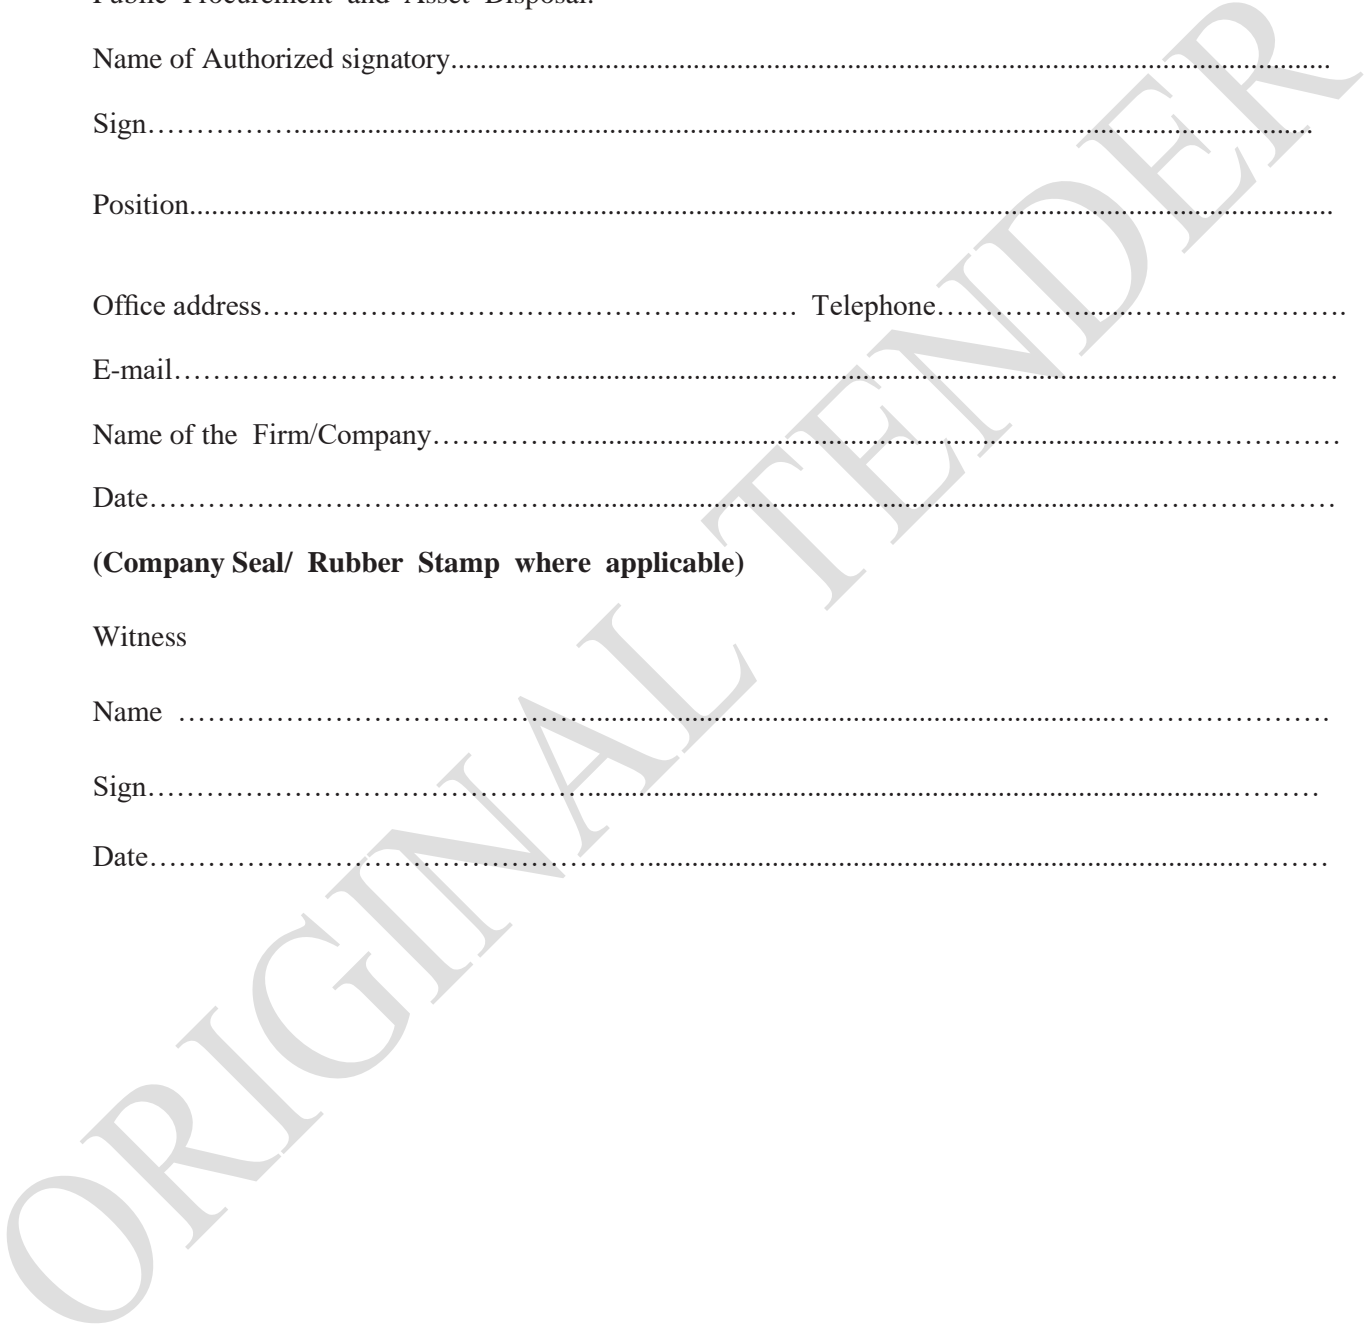 Public Procurement and Asset Disposal.
Name of Authorized signatory..........................................................................................................................
Sign……………..............................................................................................................................................
Position..............................................................................................................................................................
Office address………………………………………………. Telephone…………………………………….
E-mail…………………………………..........................................................................................………………
Name of the Firm/Company……………..................................................................................…………………
Date……………………………………...............................................................................…………………
(Company Seal/ Rubber Stamp where applicable)
Witness
Name ……………………………………........................................................................………………….
Sign………………………………………..........................................................................................………
Date……………………………………………...................................................................................………
ORIGINAL TENDER